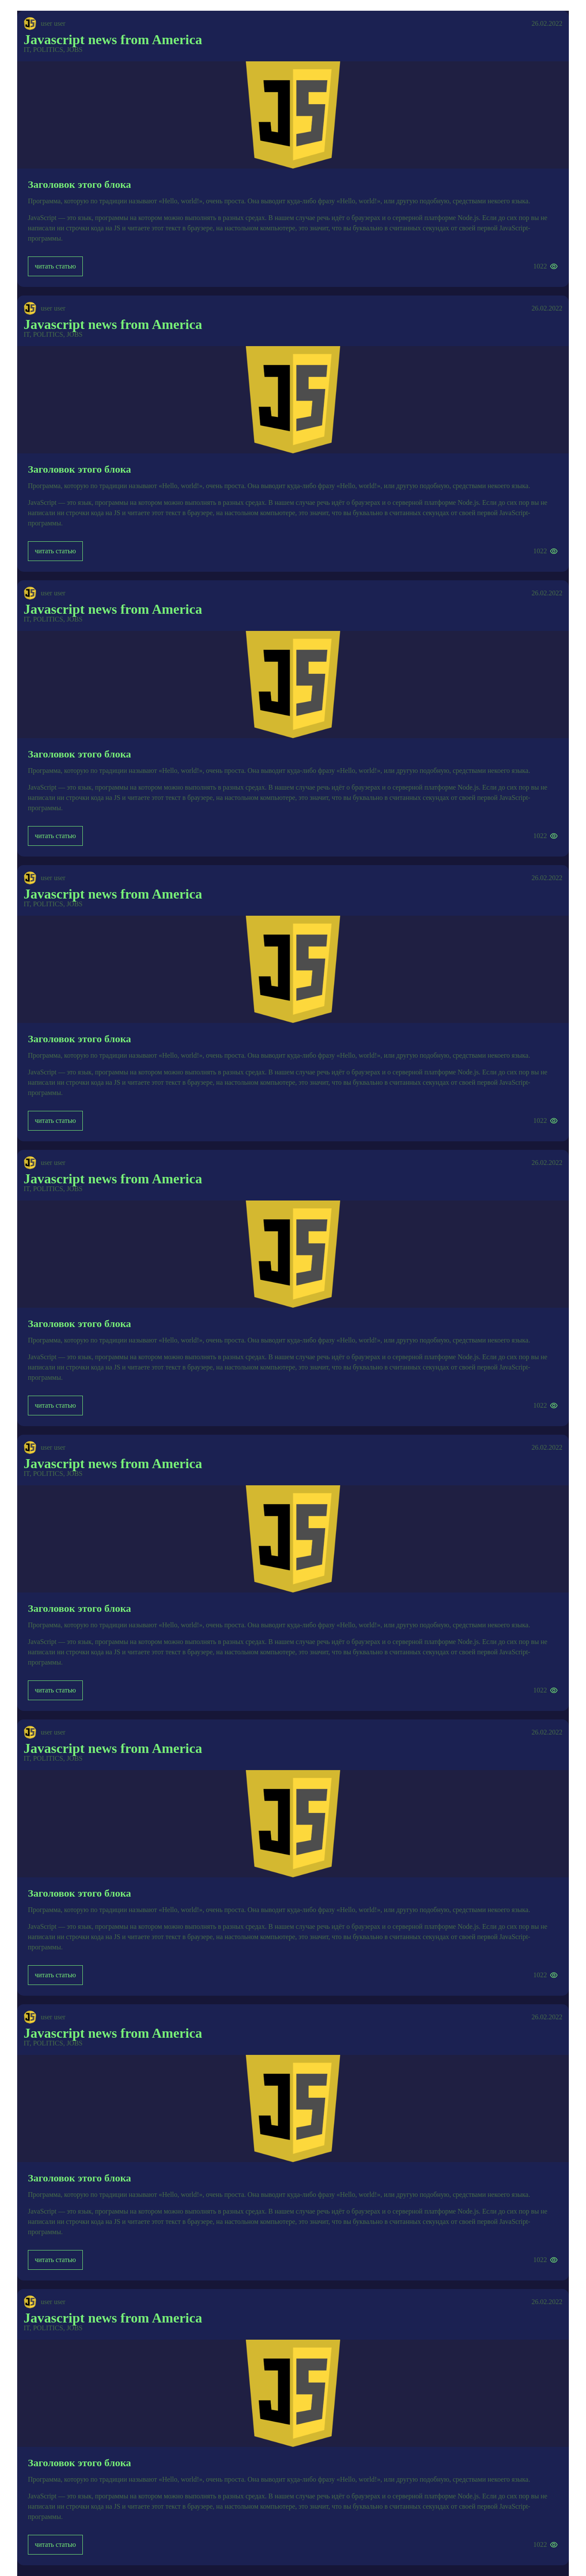 user user 26.02.2022
Javascript news from America
IT, POLITICS, JOBS
JS
Заголовок этого блока
Программа, которую по традиции называют «Hello, world!», очень проста. Она выводит куда-либо фразу «Hello, world!», или другую подобную, средствами некоего языка.
JavaScript — это язык, программы на котором можно выполнять в разных средах. В нашем случае речь идёт о браузерах и о серверной платформе Node.js. Если до сих пор вы не
написали ни строчки кода на JS и читаете этот текст в браузере, на настольном компьютере, это значит, что вы буквально в считанных секундах от своей первой JavaScript-
программы.
читать статью 1022
user user 26.02.2022
Javascript news from America
IT, POLITICS, JOBS
JS
Заголовок этого блока
Программа, которую по традиции называют «Hello, world!», очень проста. Она выводит куда-либо фразу «Hello, world!», или другую подобную, средствами некоего языка.
JavaScript — это язык, программы на котором можно выполнять в разных средах. В нашем случае речь идёт о браузерах и о серверной платформе Node.js. Если до сих пор вы не
написали ни строчки кода на JS и читаете этот текст в браузере, на настольном компьютере, это значит, что вы буквально в считанных секундах от своей первой JavaScript-
программы.
читать статью 1022
user user 26.02.2022
Javascript news from America
IT, POLITICS, JOBS
JS
Заголовок этого блока
Программа, которую по традиции называют «Hello, world!», очень проста. Она выводит куда-либо фразу «Hello, world!», или другую подобную, средствами некоего языка.
JavaScript — это язык, программы на котором можно выполнять в разных средах. В нашем случае речь идёт о браузерах и о серверной платформе Node.js. Если до сих пор вы не
написали ни строчки кода на JS и читаете этот текст в браузере, на настольном компьютере, это значит, что вы буквально в считанных секундах от своей первой JavaScript-
программы.
читать статью 1022
user user 26.02.2022
Javascript news from America
IT, POLITICS, JOBS
JS
Заголовок этого блока
Программа, которую по традиции называют «Hello, world!», очень проста. Она выводит куда-либо фразу «Hello, world!», или другую подобную, средствами некоего языка.
JavaScript — это язык, программы на котором можно выполнять в разных средах. В нашем случае речь идёт о браузерах и о серверной платформе Node.js. Если до сих пор вы не
написали ни строчки кода на JS и читаете этот текст в браузере, на настольном компьютере, это значит, что вы буквально в считанных секундах от своей первой JavaScript-
программы.
читать статью 1022
user user 26.02.2022
Javascript news from America
IT, POLITICS, JOBS
JS
Заголовок этого блока
Программа, которую по традиции называют «Hello, world!», очень проста. Она выводит куда-либо фразу «Hello, world!», или другую подобную, средствами некоего языка.
JavaScript — это язык, программы на котором можно выполнять в разных средах. В нашем случае речь идёт о браузерах и о серверной платформе Node.js. Если до сих пор вы не
написали ни строчки кода на JS и читаете этот текст в браузере, на настольном компьютере, это значит, что вы буквально в считанных секундах от своей первой JavaScript-
программы.
читать статью 1022
user user 26.02.2022
Javascript news from America
IT, POLITICS, JOBS
JS
Заголовок этого блока
Программа, которую по традиции называют «Hello, world!», очень проста. Она выводит куда-либо фразу «Hello, world!», или другую подобную, средствами некоего языка.
JavaScript — это язык, программы на котором можно выполнять в разных средах. В нашем случае речь идёт о браузерах и о серверной платформе Node.js. Если до сих пор вы не
написали ни строчки кода на JS и читаете этот текст в браузере, на настольном компьютере, это значит, что вы буквально в считанных секундах от своей первой JavaScript-
программы.
читать статью 1022
user user 26.02.2022
Javascript news from America
IT, POLITICS, JOBS
JS
Заголовок этого блока
Программа, которую по традиции называют «Hello, world!», очень проста. Она выводит куда-либо фразу «Hello, world!», или другую подобную, средствами некоего языка.
JavaScript — это язык, программы на котором можно выполнять в разных средах. В нашем случае речь идёт о браузерах и о серверной платформе Node.js. Если до сих пор вы не
написали ни строчки кода на JS и читаете этот текст в браузере, на настольном компьютере, это значит, что вы буквально в считанных секундах от своей первой JavaScript-
программы.
читать статью 1022
user user 26.02.2022
Javascript news from America
IT, POLITICS, JOBS
JS
Заголовок этого блока
Программа, которую по традиции называют «Hello, world!», очень проста. Она выводит куда-либо фразу «Hello, world!», или другую подобную, средствами некоего языка.
JavaScript — это язык, программы на котором можно выполнять в разных средах. В нашем случае речь идёт о браузерах и о серверной платформе Node.js. Если до сих пор вы не
написали ни строчки кода на JS и читаете этот текст в браузере, на настольном компьютере, это значит, что вы буквально в считанных секундах от своей первой JavaScript-
программы.
читать статью 1022
user user 26.02.2022
Javascript news from America
IT, POLITICS, JOBS
JS
Заголовок этого блока
Программа, которую по традиции называют «Hello, world!», очень проста. Она выводит куда-либо фразу «Hello, world!», или другую подобную, средствами некоего языка.
JavaScript — это язык, программы на котором можно выполнять в разных средах. В нашем случае речь идёт о браузерах и о серверной платформе Node.js. Если до сих пор вы не
написали ни строчки кода на JS и читаете этот текст в браузере, на настольном компьютере, это значит, что вы буквально в считанных секундах от своей первой JavaScript-
программы.
читать статью 1022